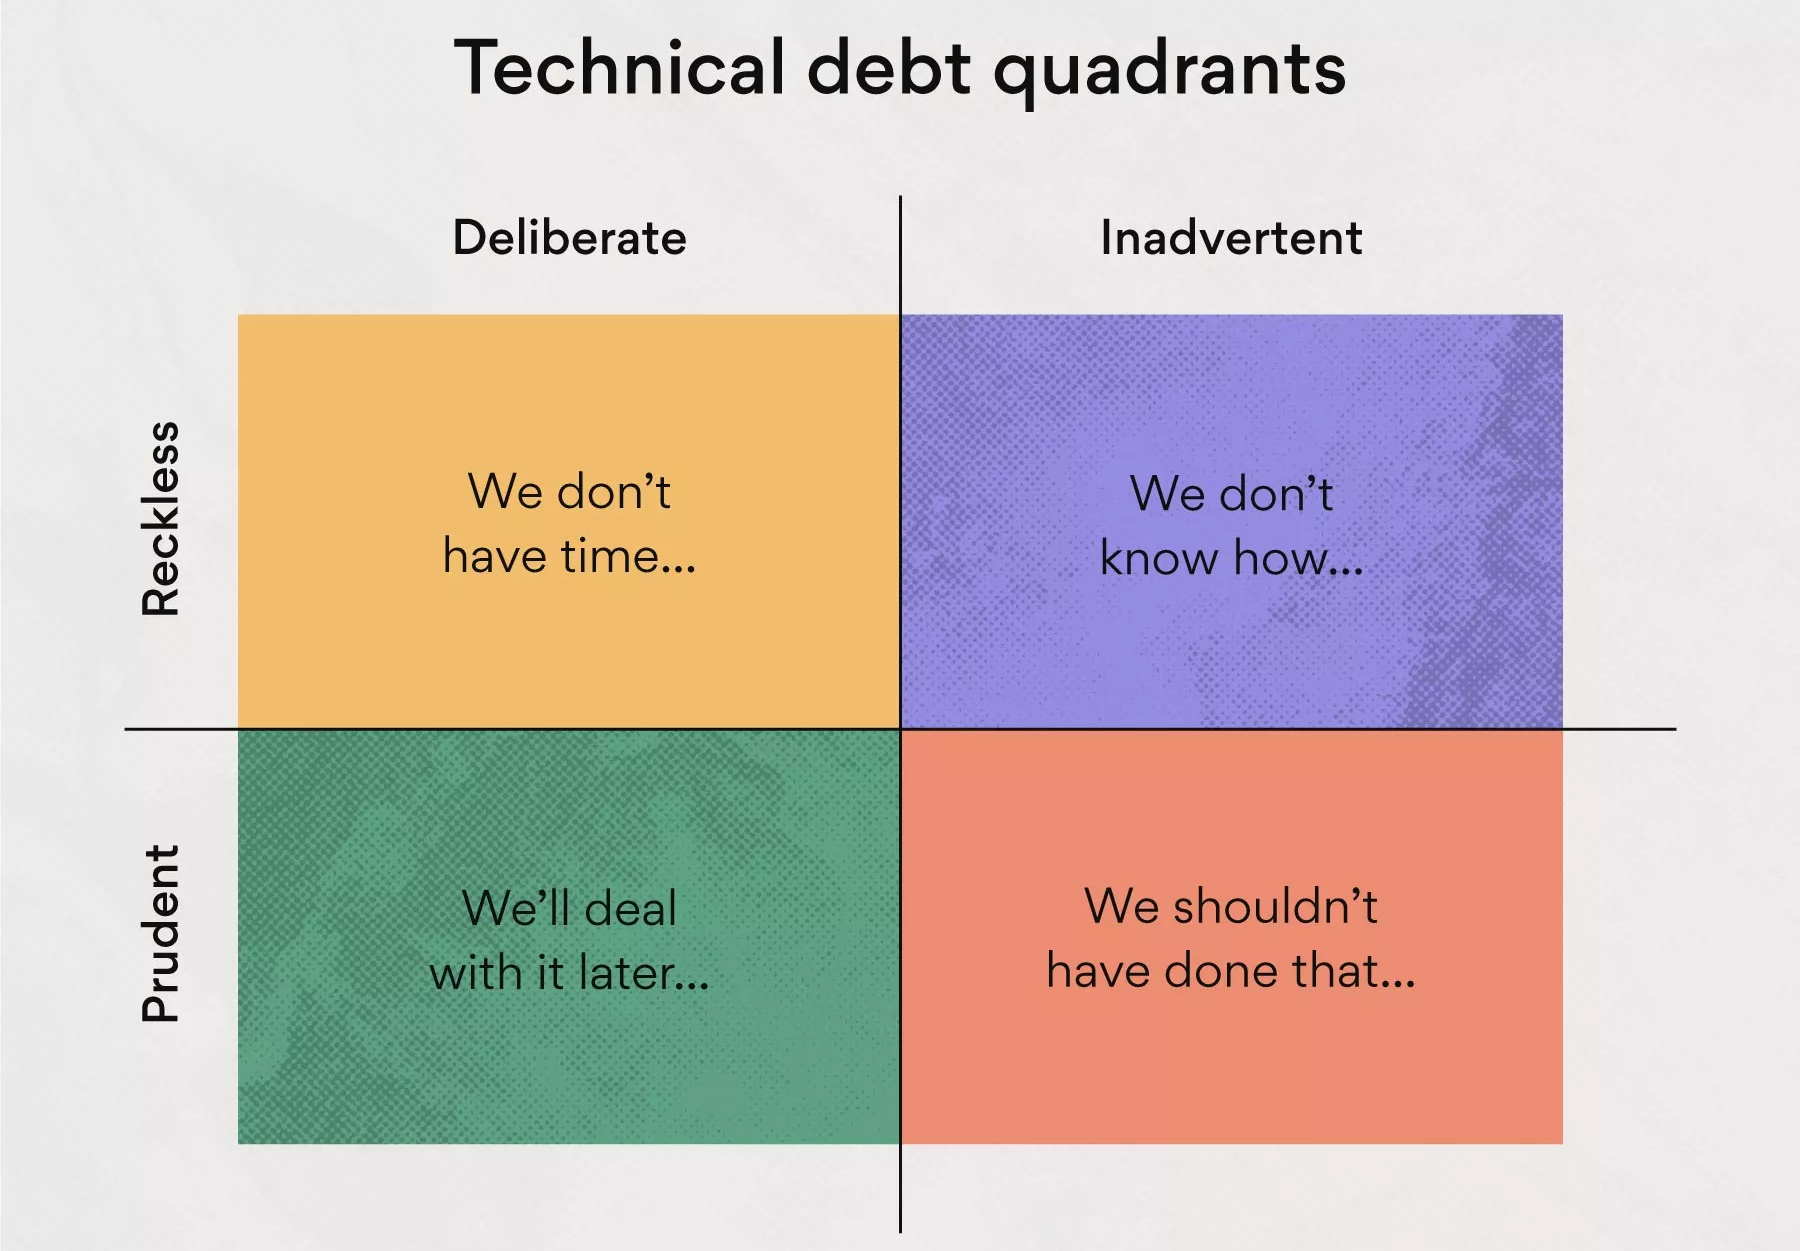 Technical debt quadrants
Deliberate
Inadvertent
Reckless
We don’t
have time...
We don’t
know how...
Prudent
We’ll deal
with it later...
We shouldn’t
have done that...